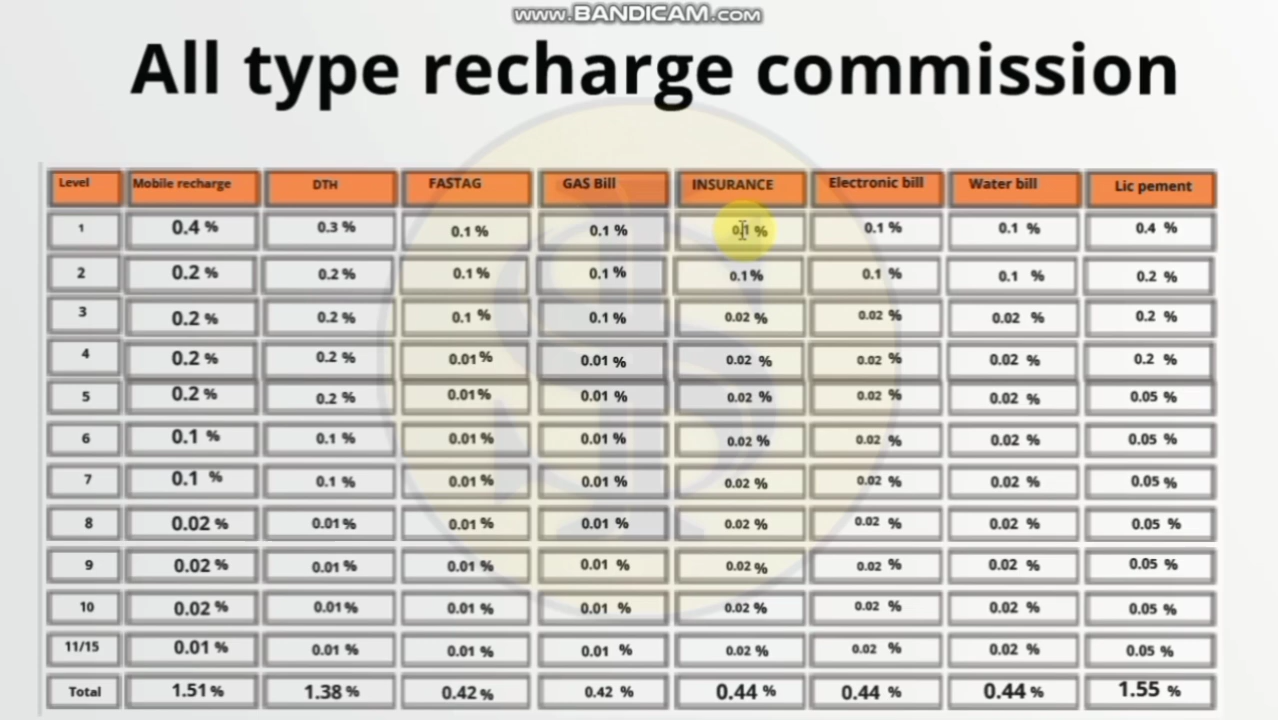 www.BANDICAM.com
All type recharge commission
Level Mobile recharge DTH FASTAG GAS Bill INSURANCE Electronic bill Water bill Lic pement
1 0.4 % 0.3 % 0.1 % 0.1 % 0.1 % 0.1 % 0.1 % 0.4 %
2 0.2 % 0.2 % 0.1 % 0.1 % 0.1 % 0.1 % 0.1 % 0.2 %
3 0.2 % 0.2 % 0.1 % 0.1 % 0.02 % 0.02 % 0.02 % 0.2 %
4 0.2 % 0.2 % 0.01 % 0.01 % 0.02 % 0.02 % 0.02 % 0.2 %
5 0.2 % 0.2 % 0.01 % 0.01 % 0.02 % 0.02 % 0.02 % 0.05 %
6 0.1 % 0.1 % 0.01 % 0.01 % 0.02 % 0.02 % 0.02 % 0.05 %
7 0.1 % 0.1 % 0.01 % 0.01 % 0.02 % 0.02 % 0.02 % 0.05 %
8 0.02 % 0.01 % 0.01 % 0.01 % 0.02 % 0.02 % 0.02 % 0.05 %
9 0.02 % 0.01 % 0.01 % 0.01 % 0.02 % 0.02 % 0.02 % 0.05 %
10 0.02 % 0.01 % 0.01 % 0.01 % 0.02 % 0.02 % 0.02 % 0.05 %
11/15 0.01 % 0.01 % 0.01 % 0.01 % 0.02 % 0.02 % 0.02 % 0.05 %
Total 1.51 % 1.38 % 0.42 % 0.42 % 0.44 % 0.44 % 0.44 % 1.55 %